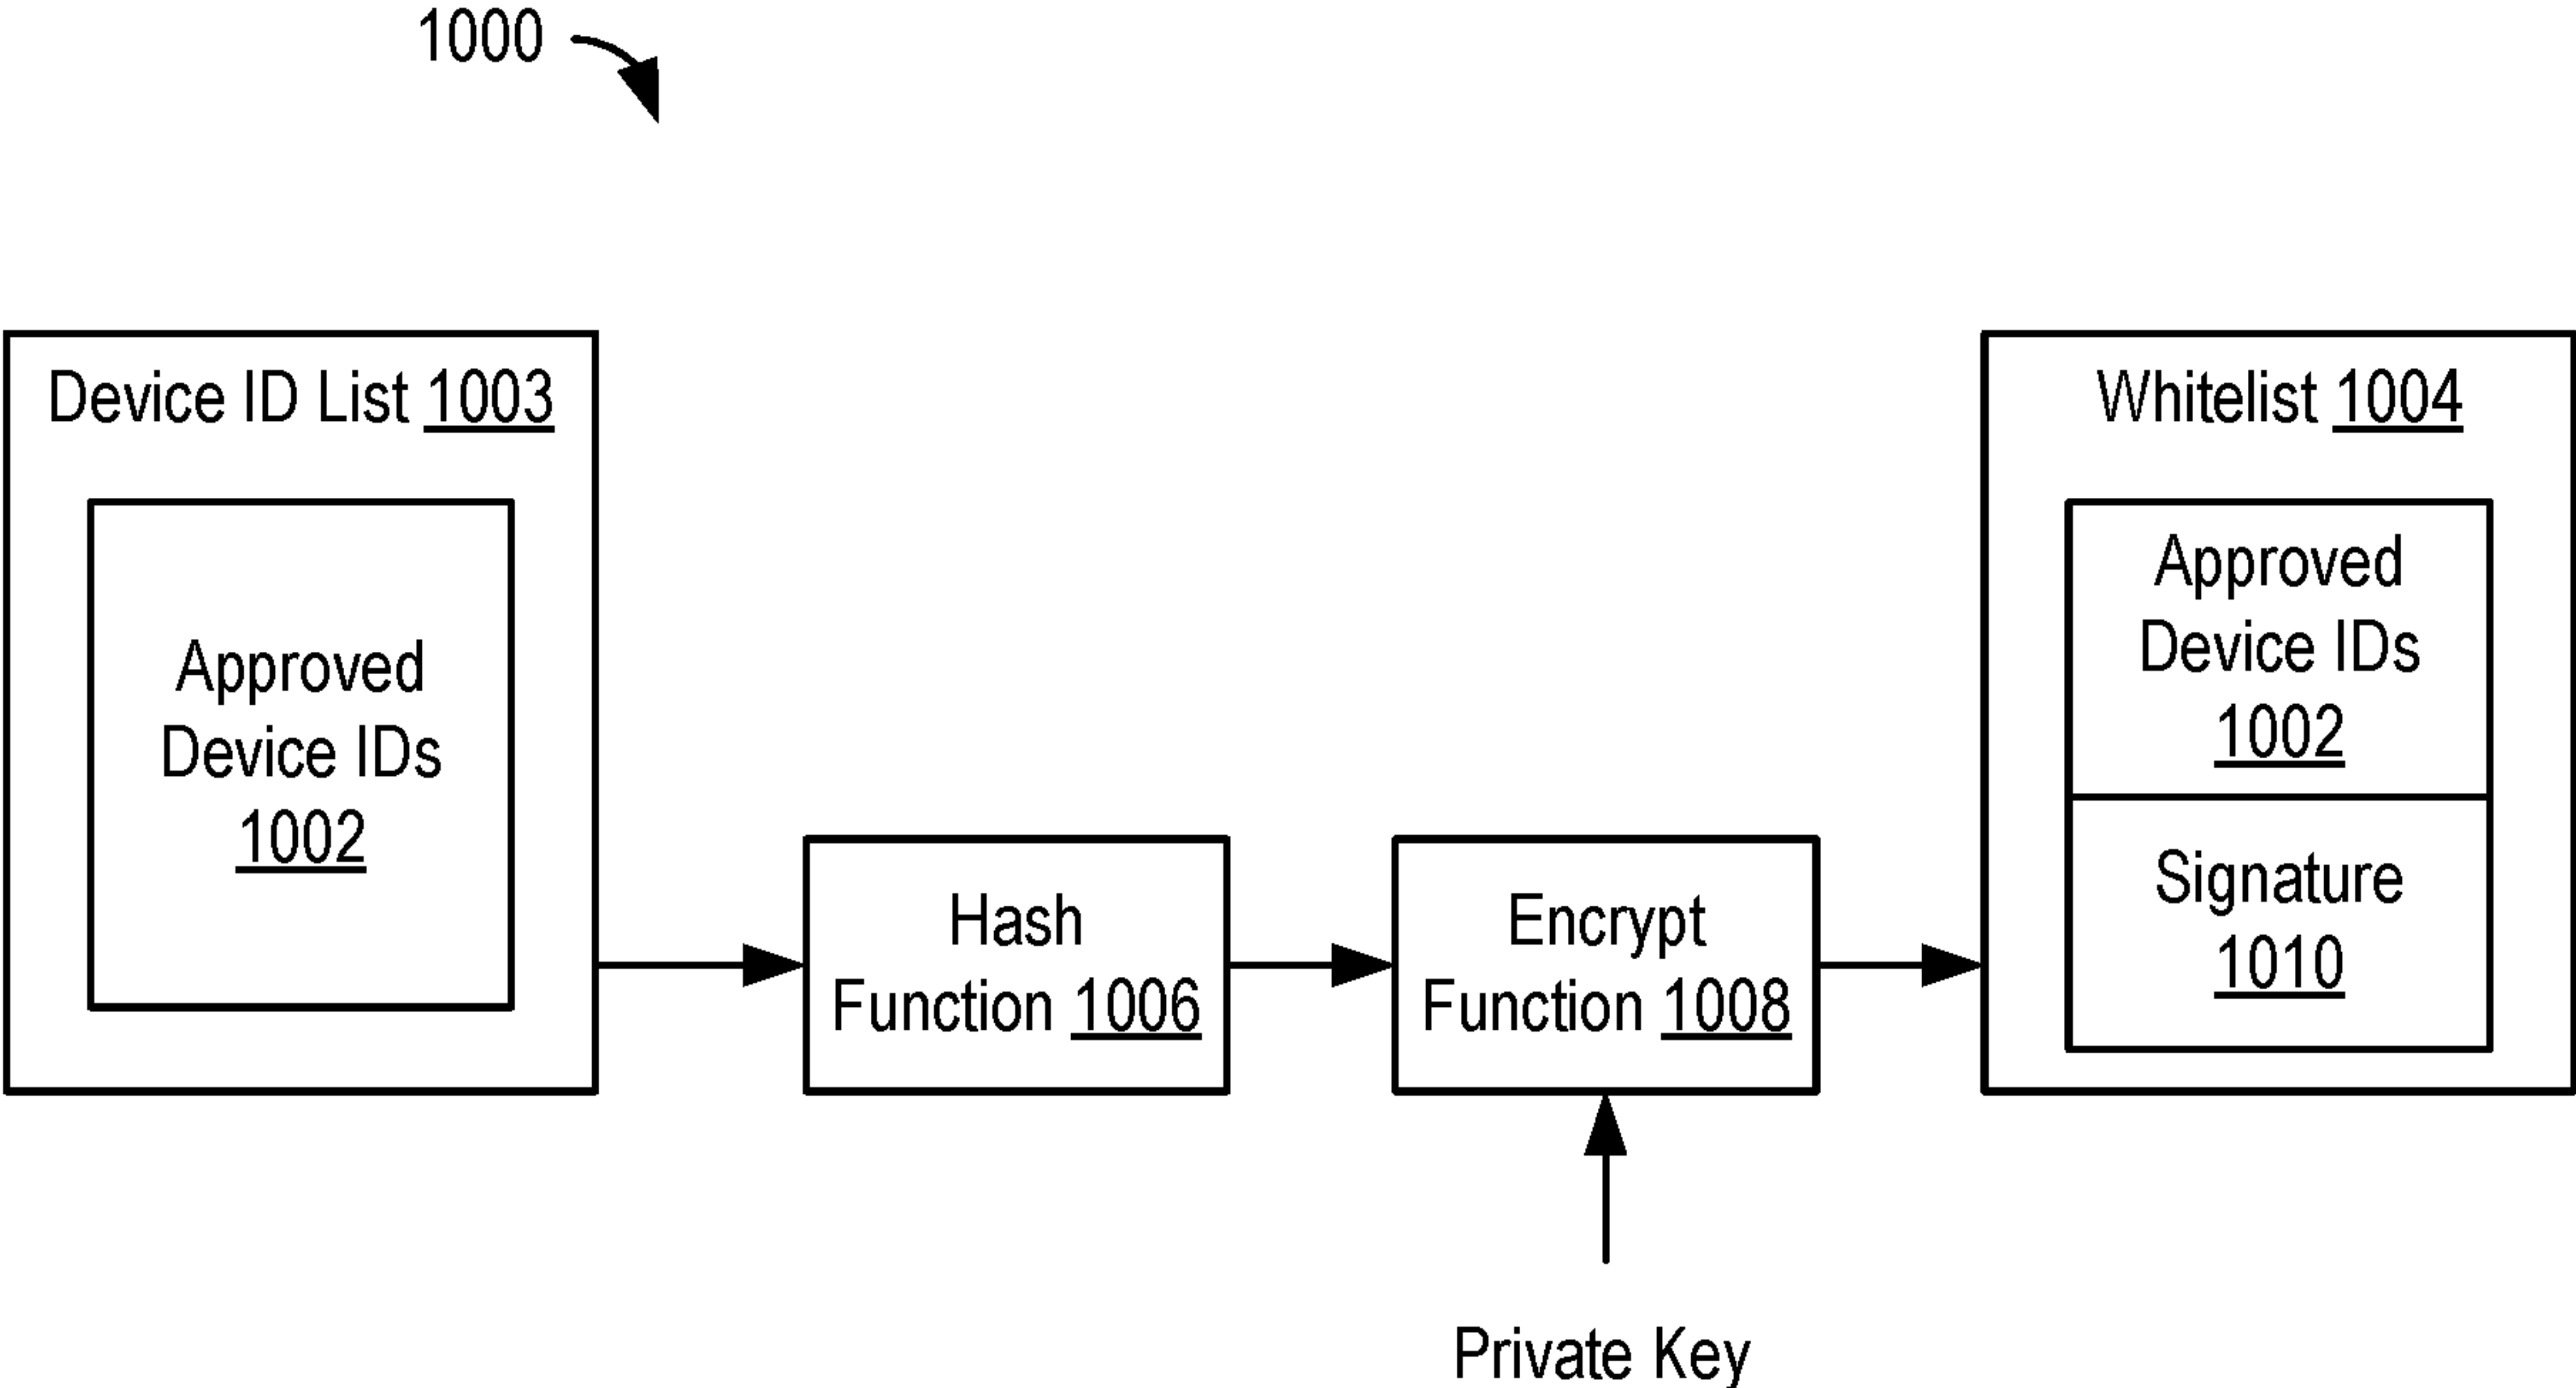 1000
Device ID List 1003
Approved
Device IDs
1002
Hash
Function 1006
Encrypt
Function 1008
Private Key
Whitelist 1004
Approved
Device IDs
1002
Signature
1010